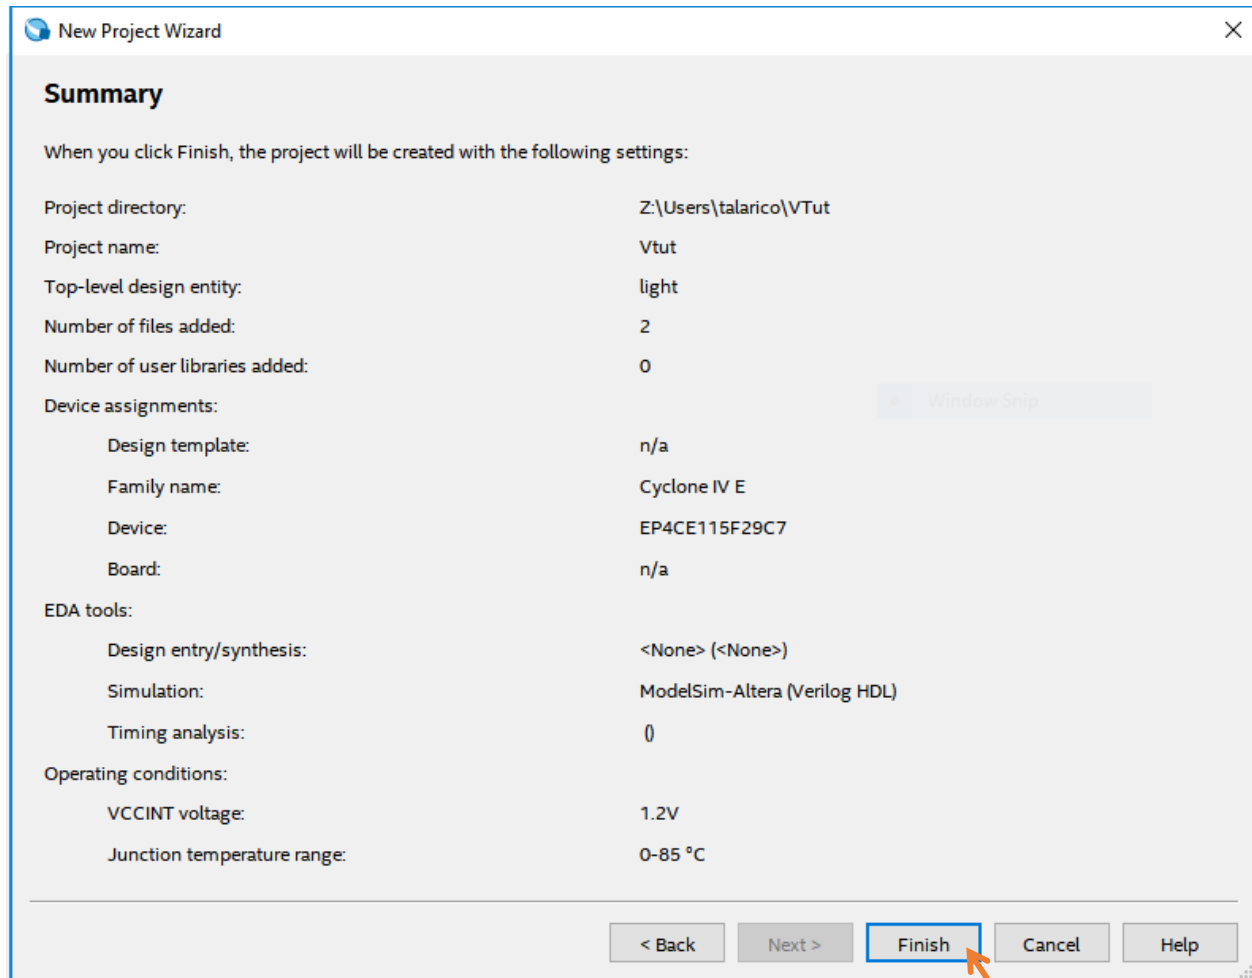 New Project Wizard
Summary
When you click Finish, the project will be created with the following settings:
Project directory: Z:\Users\talarico\VTut
Project name: Vtut
Top-level design entity: light
Number of files added: 2
Number of user libraries added: 0
Device assignments:
Window Snip
Design template: n/a
Family name: Cyclone IV E
Device: EP4CE115F29C7
Board: n/a
EDA tools:
Design entry/synthesis: <None> (<None>)
Simulation: ModelSim-Altera (Verilog HDL)
Timing analysis: ()
Operating conditions:
VCCINT voltage: 1.2V
Junction temperature range: 0-85 °C
< Back Next > Finish Cancel Help